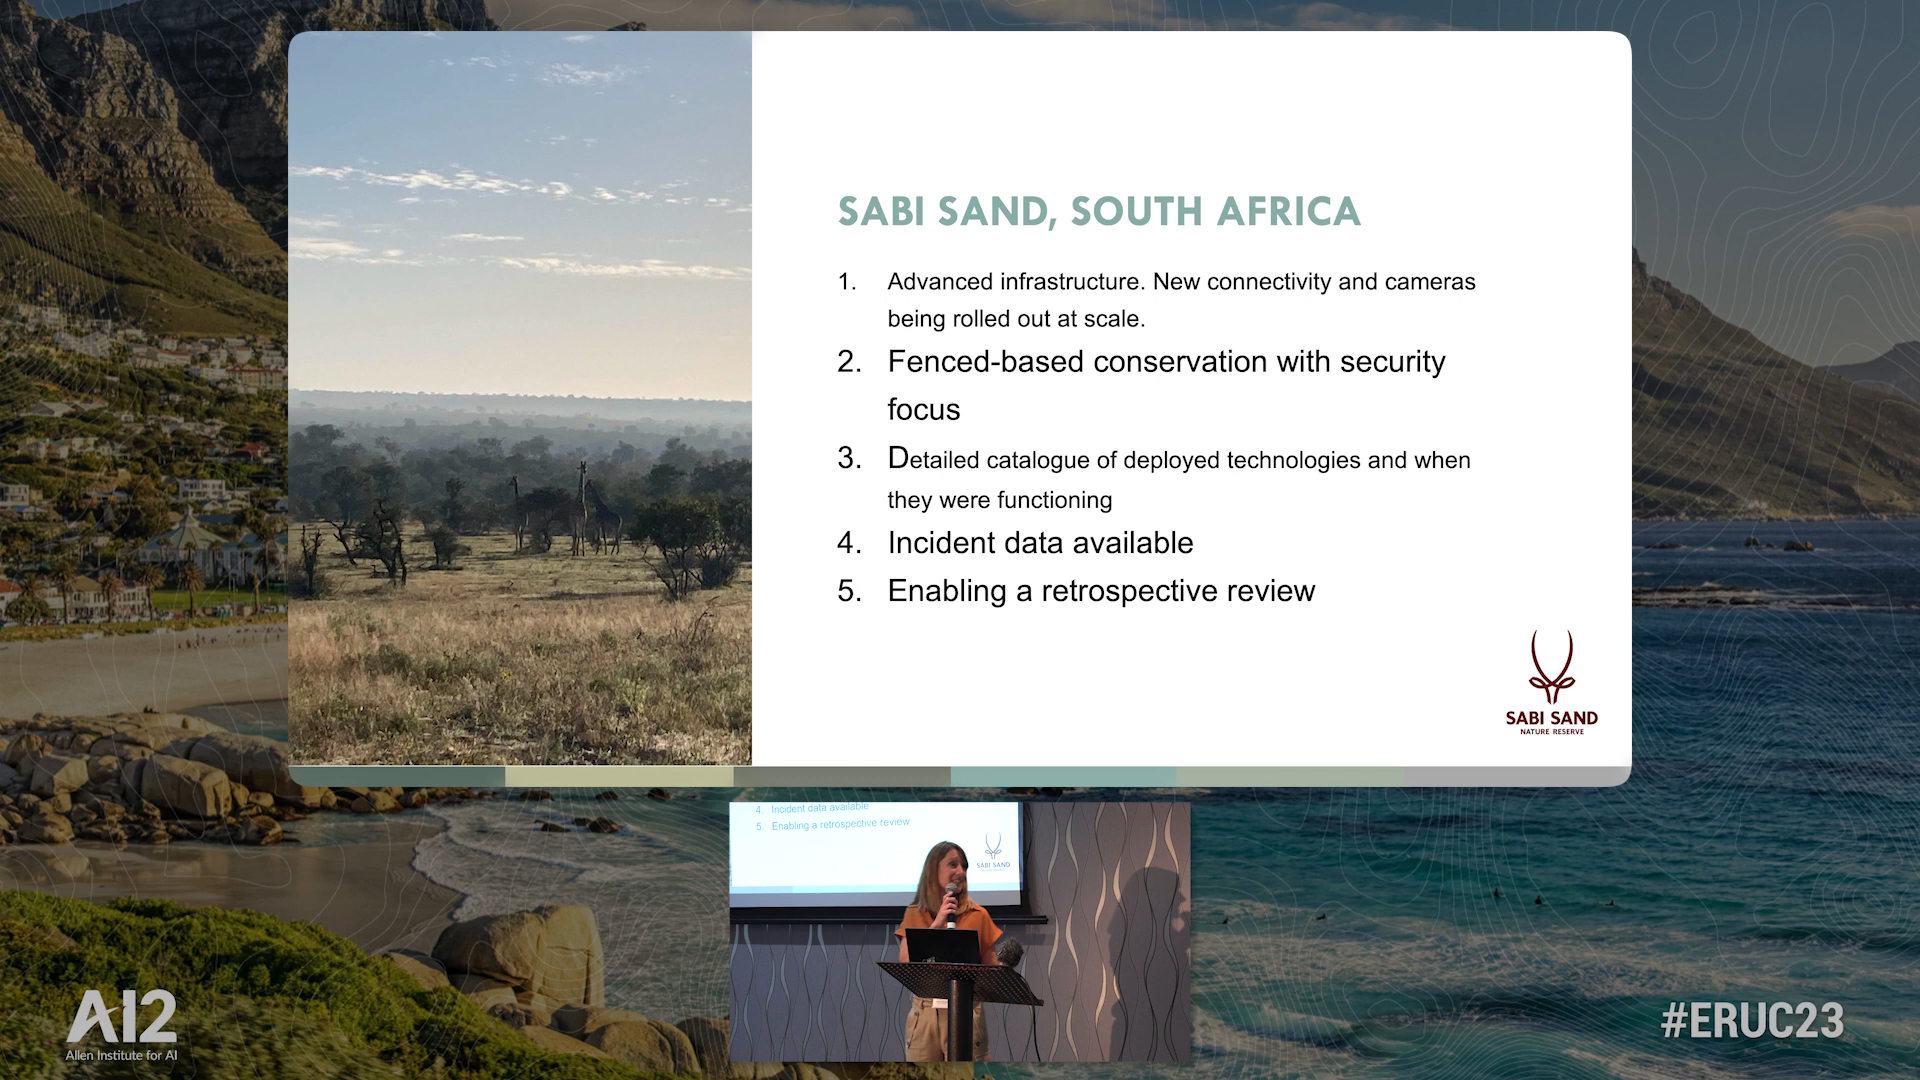 SABI SAND, SOUTH AFRICA
1. Advanced infrastructure. New connectivity and cameras
being rolled out at scale.
2. Fenced-based conservation with security
focus
3. Detailed catalogue of deployed technologies and when
they were functioning
4. Incident data available
5. Enabling a retrospective review
SABI SAND
NATURE RESERVE
4. Incident data available
5. Enabling a retrospective review
SABI SAND
AI2
Allen Institute for AI
#ERUC23